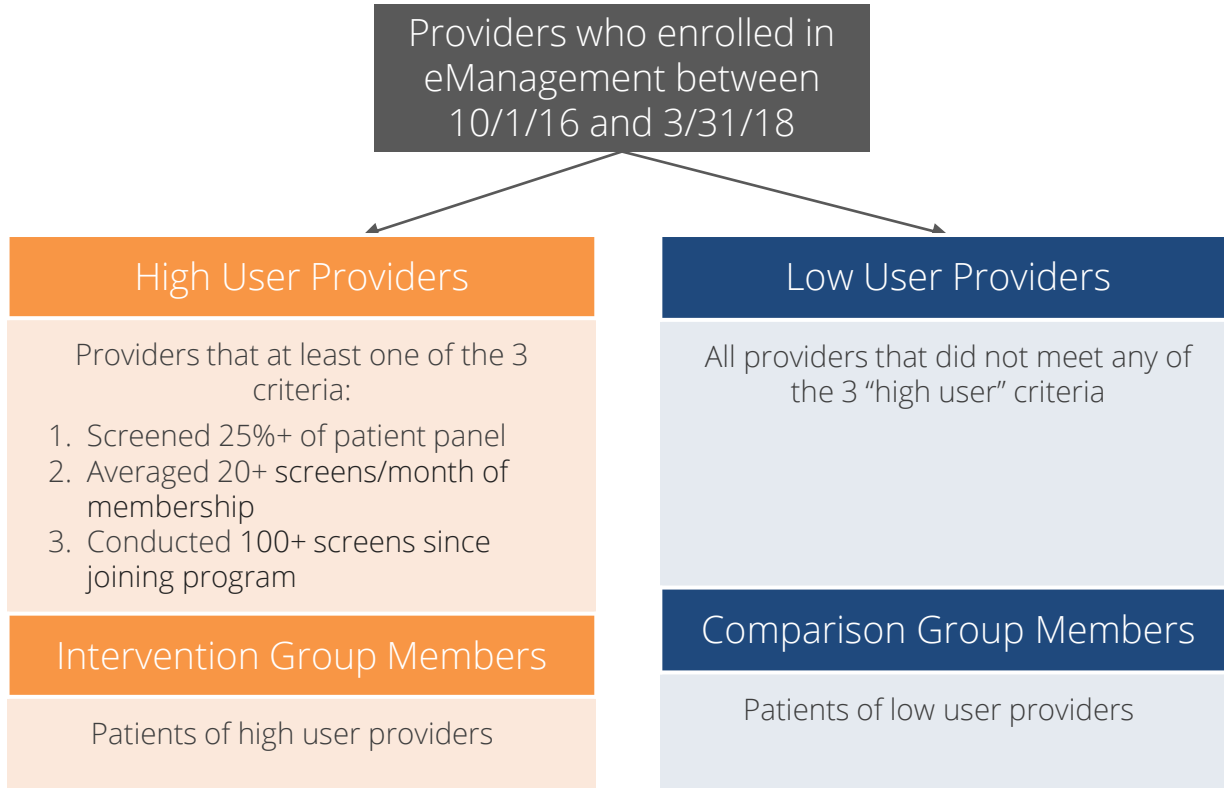 Providers who enrolled in
eManagement between
10/1/16 and 3/31/18
High User Providers
Providers that at least one of the 3
criteria:
1. Screened 25%+ of patient panel
2. Averaged 20+ screens/month of
membership
3. Conducted 100+ screens since
joining program
Intervention Group Members
Patients of high user providers
Low User Providers
All providers that did not meet any of
the 3 “high user” criteria
Comparison Group Members
Patients of low user providers